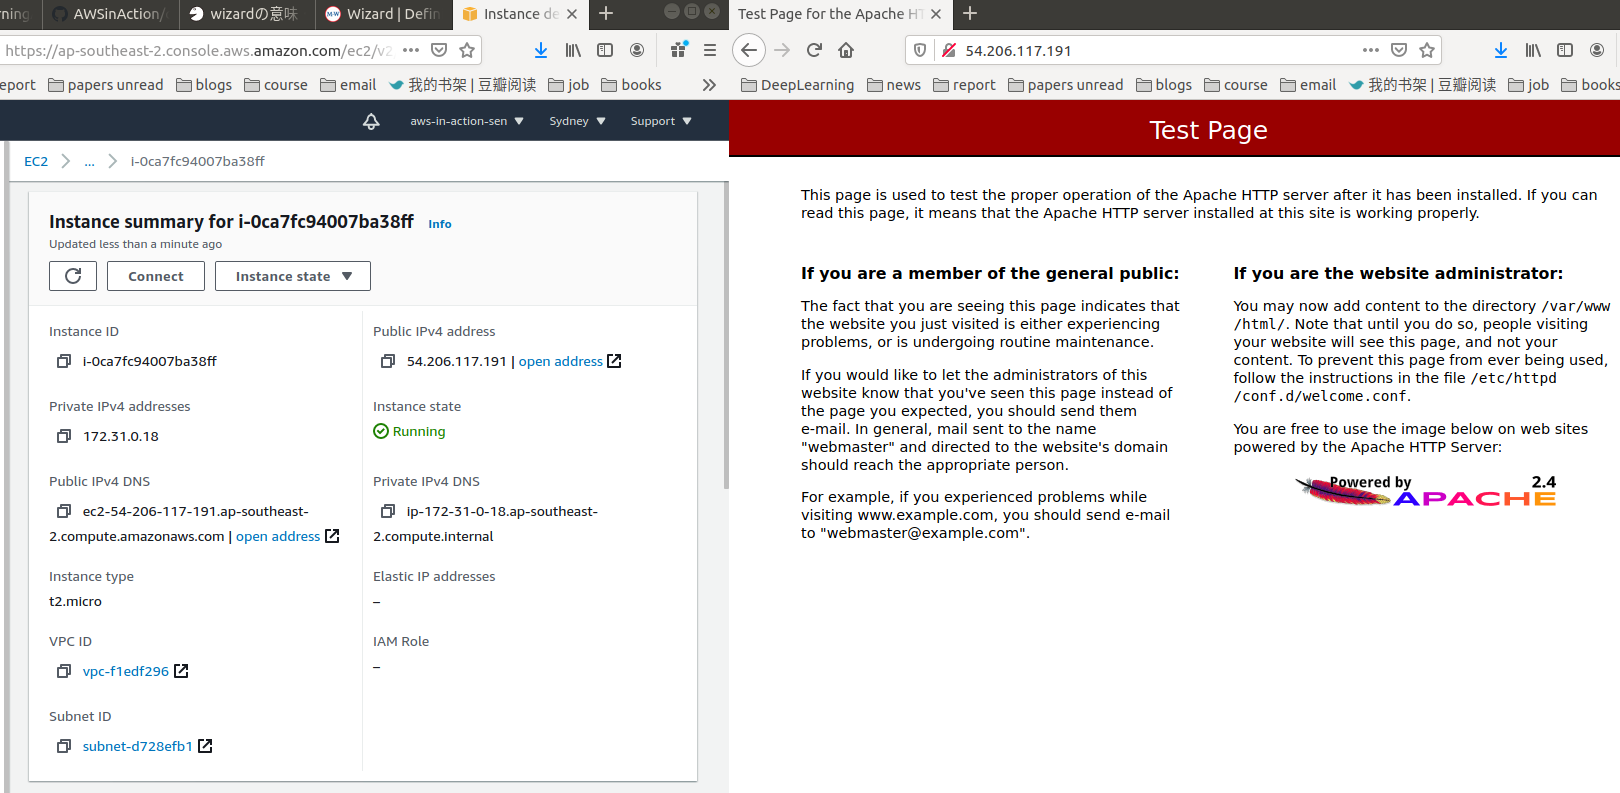 rning
AWSinAction/
wizardの意味
Wizard | Defin
Instance de
https://ap-southeast-2.console.aws.amazon.com/ec2/v2
eport
papers unread
blogs
course
email
我的书架 | 豆瓣阅读
job
books
aws-in-action-sen
Sydney
Support
EC2
...
i-0ca7fc94007ba38ff
Instance summary for i-0ca7fc94007ba38ff Info
Updated less than a minute ago
Connect
Instance state
Instance ID
i-0ca7fc94007ba38ff
Public IPv4 address
54.206.117.191 | open address
Private IPv4 addresses
172.31.0.18
Instance state
Running
Public IPv4 DNS
ec2-54-206-117-191.ap-southeast-
2.compute.amazonaws.com | open address
Private IPv4 DNS
ip-172-31-0-18.ap-southeast-
2.compute.internal
Instance type
t2.micro
Elastic IP addresses
–
VPC ID
vpc-f1edf296
IAM Role
–
Subnet ID
subnet-d728efb1
Test Page for the Apache HT
54.206.117.191
DeepLearning
news
report
papers unread
blogs
course
email
我的书架 | 豆瓣阅读
job
books
Test Page
This page is used to test the proper operation of the Apache HTTP server after it has been installed. If you can
read this page, it means that the Apache HTTP server installed at this site is working properly.
If you are a member of the general public:
The fact that you are seeing this page indicates that
the website you just visited is either experiencing
problems, or is undergoing routine maintenance.
If you would like to let the administrators of this
website know that you've seen this page instead of
the page you expected, you should send them
e-mail. In general, mail sent to the name
"webmaster" and directed to the website's domain
should reach the appropriate person.
For example, if you experienced problems while
visiting www.example.com, you should send e-mail
to "webmaster@example.com".
If you are the website administrator:
You may now add content to the directory /var/www
/html/. Note that until you do so, people visiting
your website will see this page, and not your
content. To prevent this page from ever being used,
follow the instructions in the file /etc/httpd
/conf.d/welcome.conf.
You are free to use the image below on web sites
powered by the Apache HTTP Server:
Powered by 2.4
APACHE